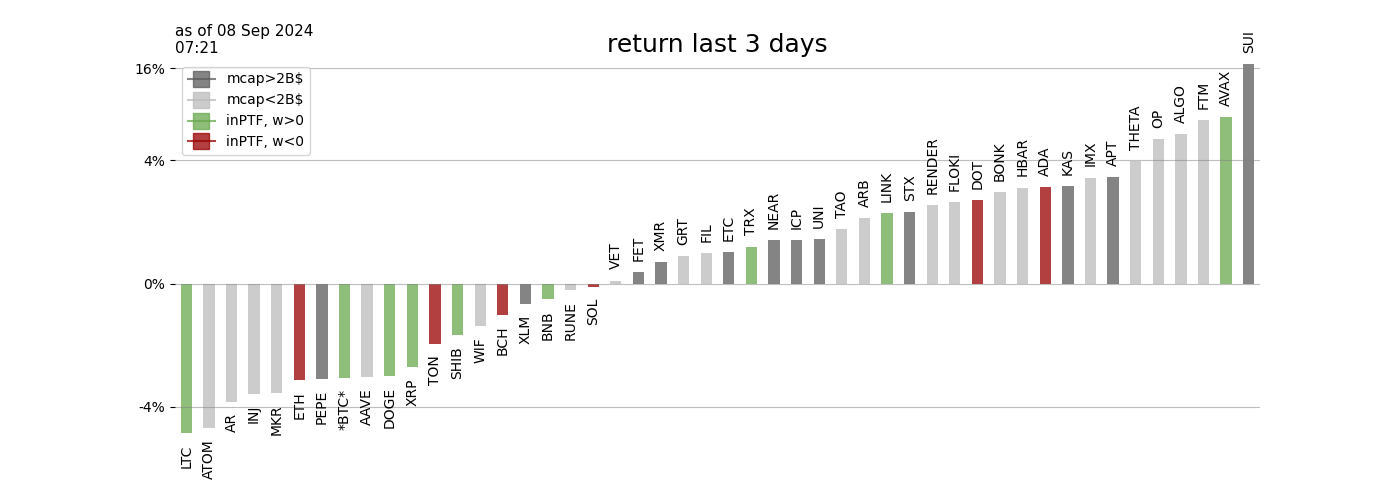 as of 08 Sep 2024
07:21
return last 3 days
mcap>2B$
mcap<2B$
inPTF, w>0
inPTF, w<0
16%
4%
0%
-4%
LTC
ATOM
AR
INJ
MKR
ETH
PEPE
*BTC*
AAVE
DOGE
XRP
TON
SHIB
WIF
BCH
XLM
BNB
RUNE
SOL
VET
FET
XMR
GRT
FIL
ETC
TRX
NEAR
ICP
UNI
TAO
ARB
LINK
STX
RENDER
FLOKI
DOT
BONK
HBAR
ADA
KAS
IMX
APT
THETA
OP
ALGO
FTM
AVAX
SUI